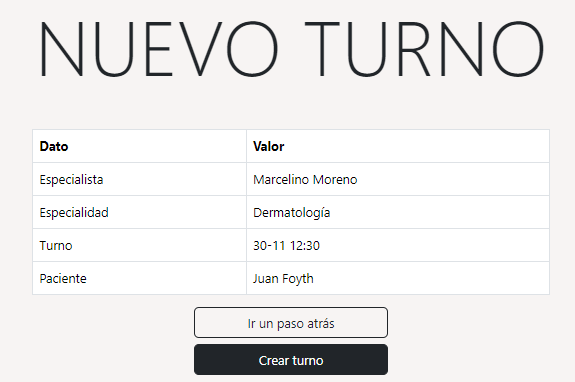 NUEVO TURNO
Dato Valor
Especialista Marcelino Moreno
Especialidad Dermatología
Turno 30-11 12:30
Paciente Juan Foyth
Ir un paso atrás
Crear turno